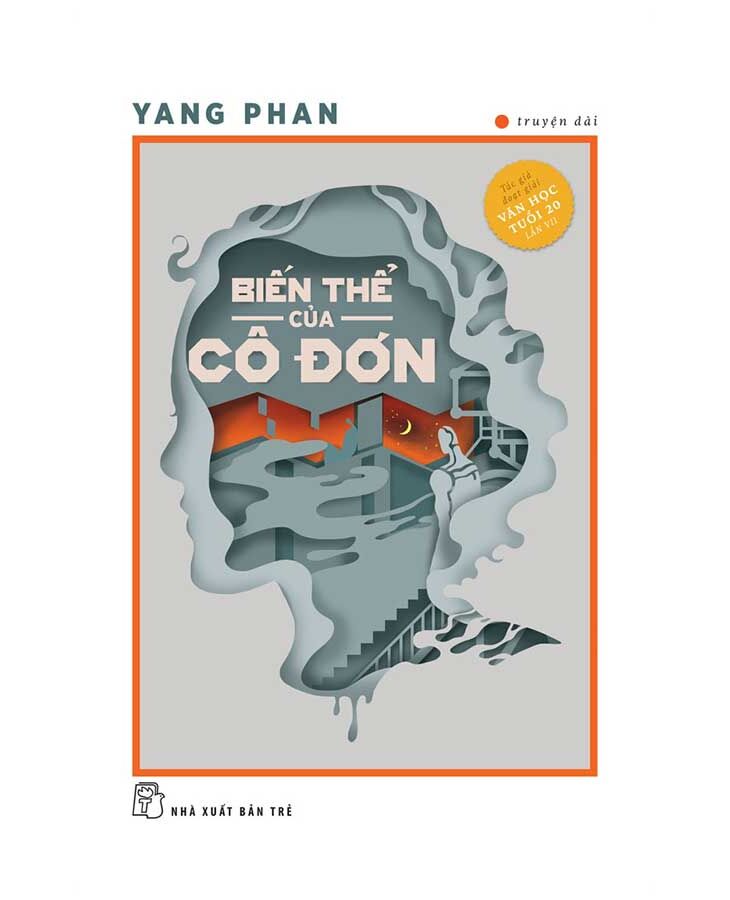 YANG PHAN
truyện dài
Tác giả
đoạt giải
VĂN HỌC
TUỔI 20
LẦN VII
BIẾN THỂ
CỦA
CÔ ĐƠN
T
NHÀ XUẤT BẢN TRẺ